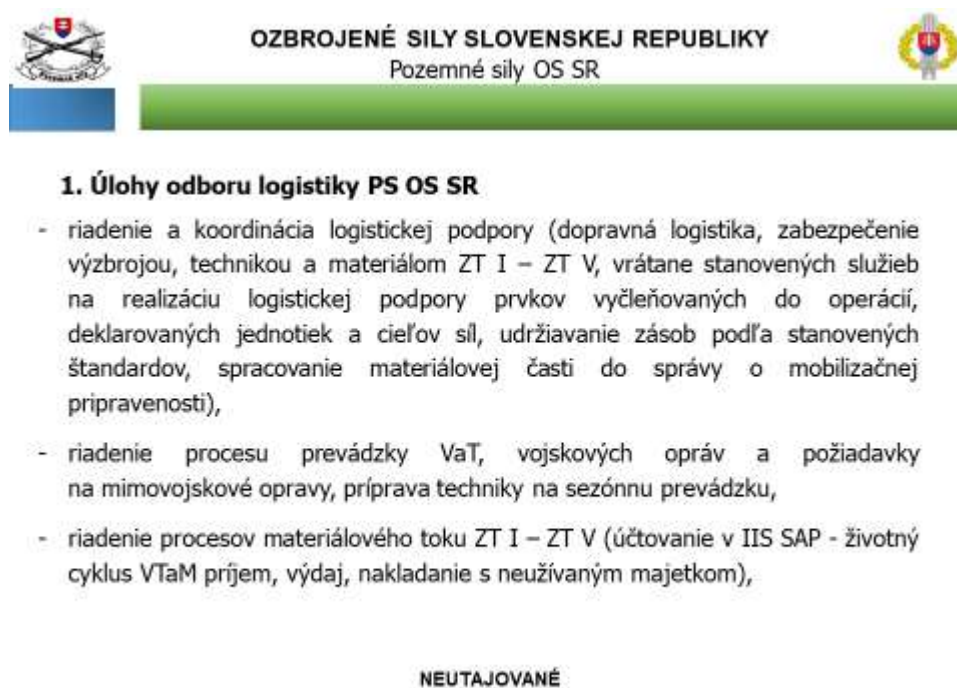 OZBROJENÉ SILY SLOVENSKEJ REPUBLIKY
Pozemné sily OS SR
1. Úlohy odboru logistiky PS OS SR
- riadenie a koordinácia logistickej podpory (dopravná logistika, zabezpečenie
výzbrojou, technikou a materiálom ZT I – ZT V, vrátane stanovených služieb
na realizáciu logistickej podpory prvkov vyčleňovaných do operácií,
deklarovaných jednotiek a cieľov síl, udržiavanie zásob podľa stanovených
štandardov, spracovanie materiálovej časti do správy o mobilizačnej
pripravenosti),
- riadenie procesu prevádzky VaT, vojskových opráv a požiadavky
na mimovojskové opravy, príprava techniky na sezónnu prevádzku,
- riadenie procesov materiálového toku ZT I – ZT V (účtovanie v IIS SAP - životný
cyklus VTaM príjem, výdaj, nakladanie s neužívaným majetkom),
NEUTAJOVANÉ